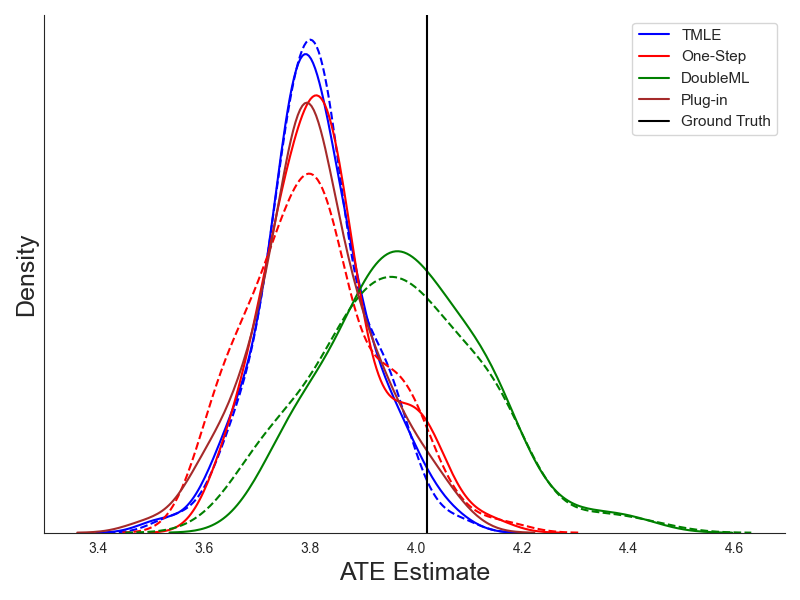 TMLE
One-Step
DoubleML
Plug-in
Ground Truth
Density
3.4 3.6 3.8 4.0 4.2 4.4 4.6
ATE Estimate